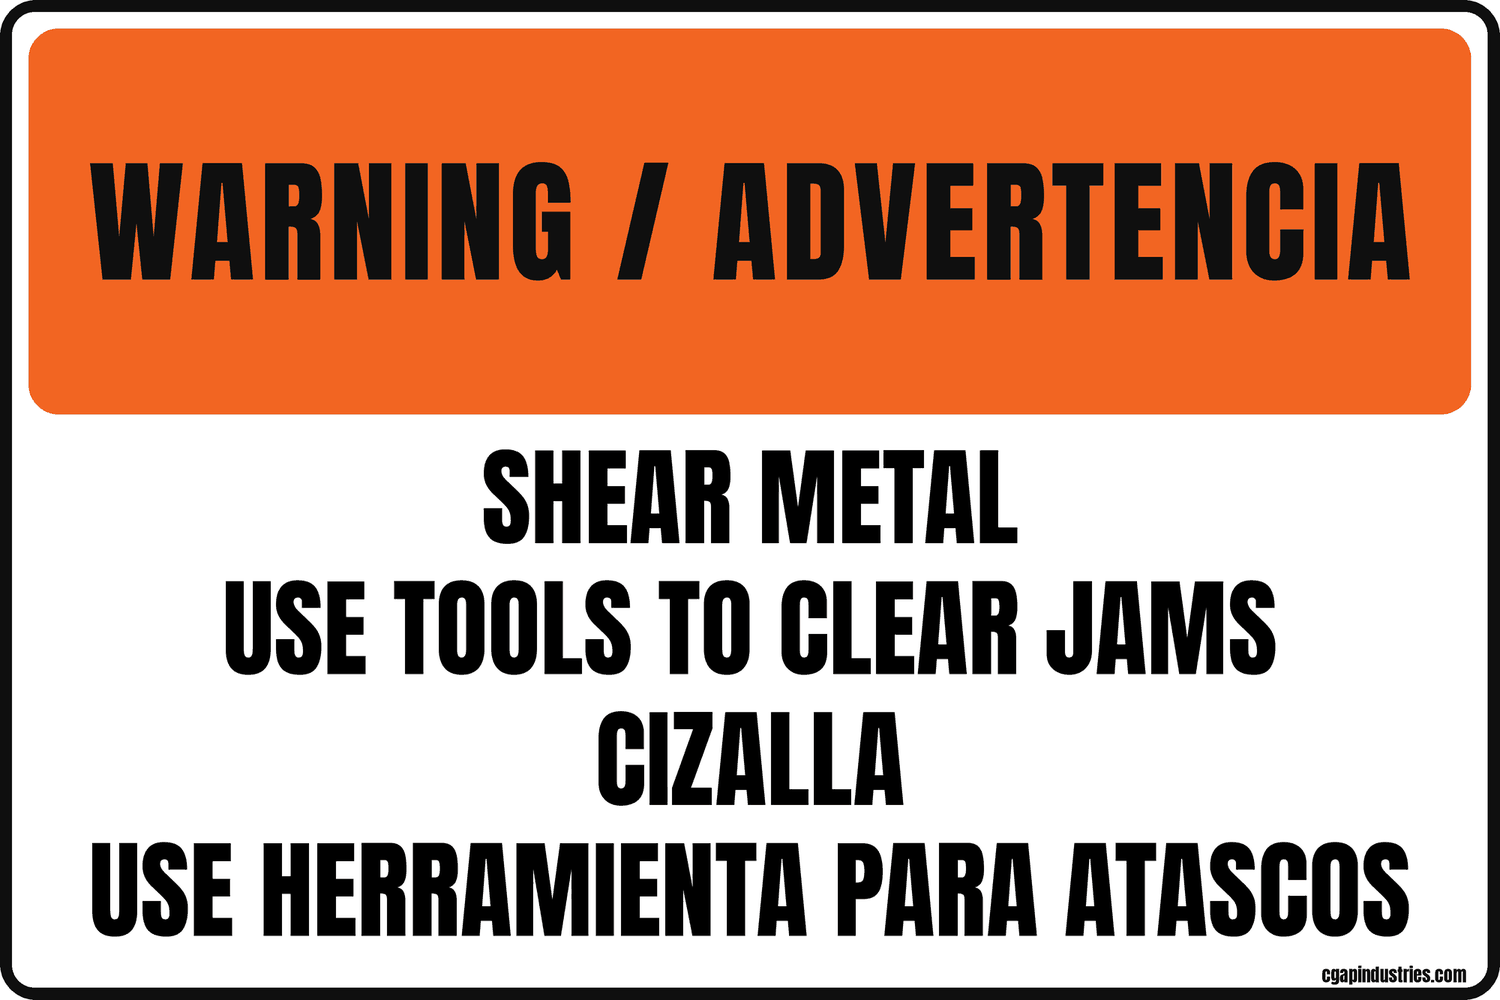 WARNING / ADVERTENCIA
SHEAR METAL
USE TOOLS TO CLEAR JAMS
CIZALLA
USE HERRAMIENTA PARA ATASCOS
cgapindustries.com